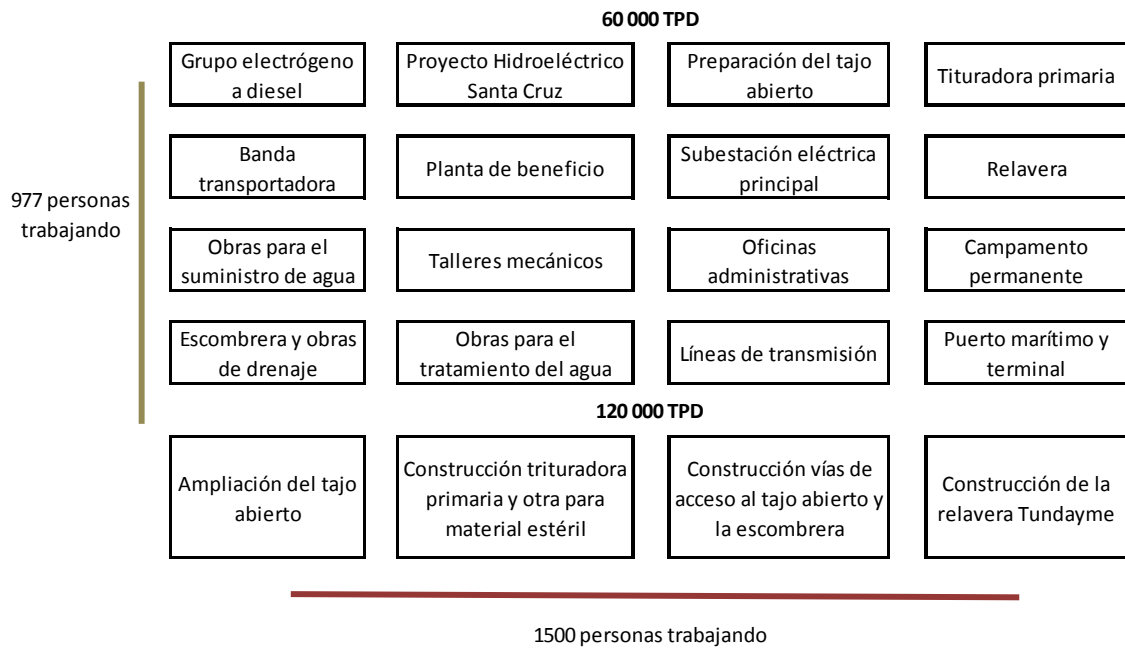 60 000 TPD
Grupo electrógeno
a diesel
Proyecto Hidroeléctrico
Santa Cruz
Preparación del tajo
abierto
Tituradora primaria
Banda
transportadora
Planta de beneficio
Subestación eléctrica
principal
Relavera
977 personas
trabajando
Obras para el
suministro de agua
Talleres mecánicos
Oficinas
administrativas
Campamento
permanente
Escombrera y obras
de drenaje
Obras para el
tratamiento del agua
Líneas de transmisión
Puerto marítimo y
terminal
120 000 TPD
Ampliación del tajo
abierto
Construcción trituradora
primaria y otra para
material estéril
Construcción vías de
acceso al tajo abierto y
la escombrera
Construcción de la
relavera Tundayme
1500 personas trabajando